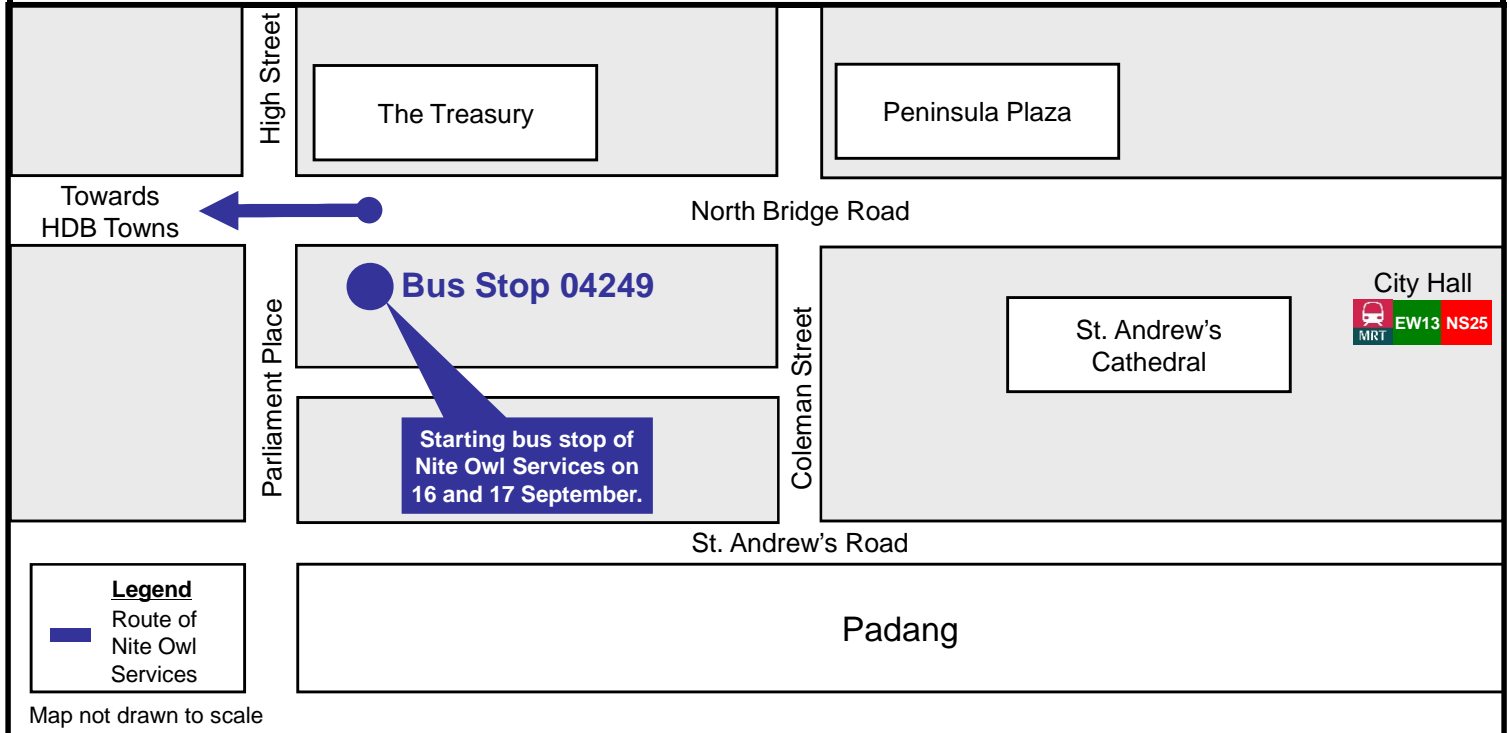 High Street
The Treasury
Peninsula Plaza
Towards
HDB Towns
North Bridge Road
Bus Stop 04249
City Hall
MRT EW13 NS25
St. Andrew’s
Cathedral
Parliament Place
Coleman Street
Starting bus stop of
Nite Owl Services on
16 and 17 September.
St. Andrew’s Road
Legend
Route of
Nite Owl
Services
Padang
Map not drawn to scale